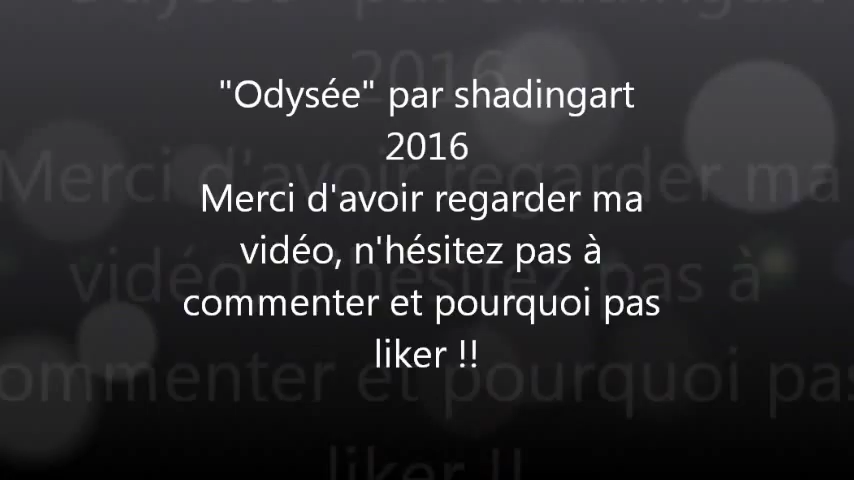 "Odysée" par shadingart
2016
Merci d'avoir regarder ma
vidéo, n'hésitez pas à
commenter et pourquoi pas
liker !!